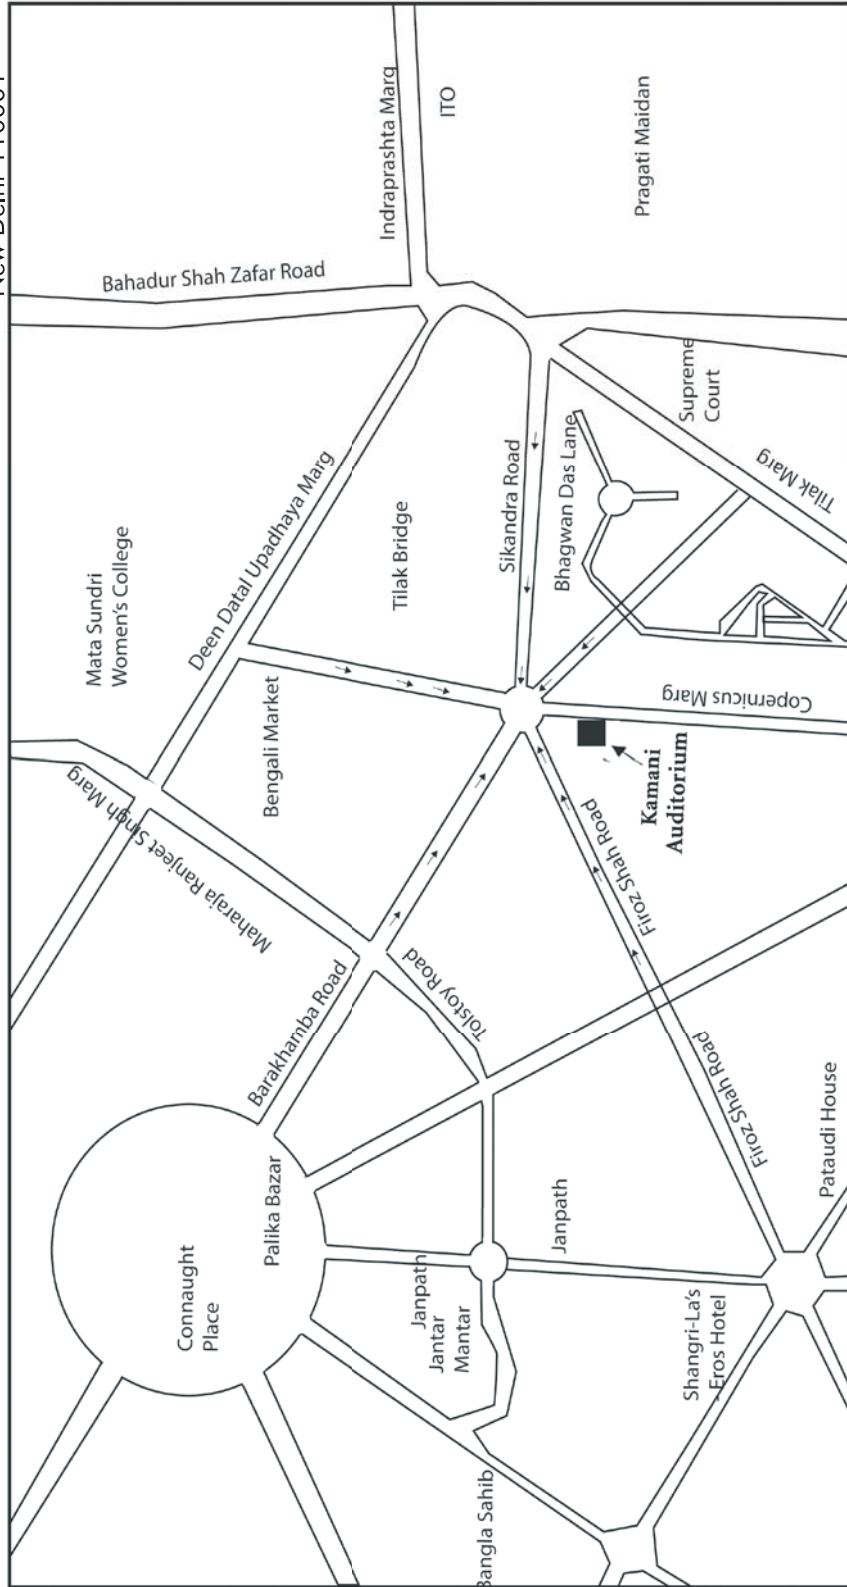 Mata Sundri
Women's College
Bahadur Shah Zafar Road
Connaught
Place
Maharaja Ranjeet Singh Marg
Deen Datal Upadhaya Marg
Palika Bazar
Barakhamba Road
Bengali Market
Indraprashta Marg
Tilak Bridge
ITO
Janpath
Jantar
Mantar
Tolstoy Road
Bangla Sahib
Sikandra Road
Janpath
Bhagwan Das Lane
Firoz Shah Road
Kamani
Auditorium
Pragati Maidan
Supreme
Court
Copernicus Marg
Tilak Marg
Shangri-La's
- Eros Hotel
Firoz Shah Road
Pataudi House